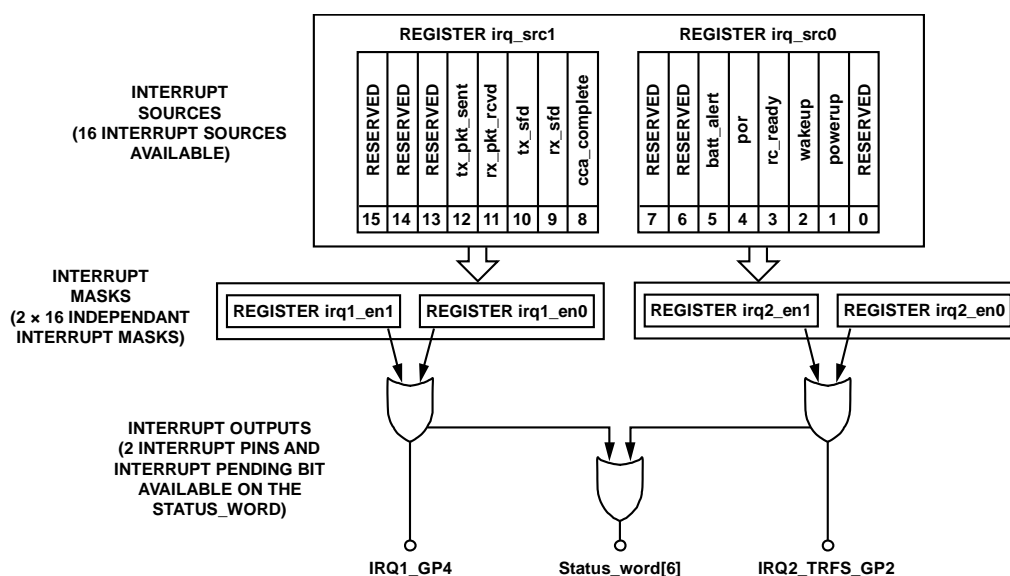 REGISTER irq_src1
REGISTER irq_src0
INTERRUPT
SOURCES
(16 INTERRUPT SOURCES
AVAILABLE)
RESERVED
RESERVED
RESERVED
tx_pkt_sent
rx_pkt_rcvd
tx_sfd
rx_sfd
cca_complete
RESERVED
RESERVED
batt_alert
por
rc_ready
wakeup
powerup
RESERVED
15 14 13 12 11 10 9 8
7 6 5 4 3 2 1 0
INTERRUPT
MASKS
(2 × 16 INDEPENDANT
INTERRUPT MASKS)
REGISTER irq1_en1
REGISTER irq1_en0
REGISTER irq2_en1
REGISTER irq2_en0
INTERRUPT OUTPUTS
(2 INTERRUPT PINS AND
INTERRUPT PENDING BIT
AVAILABLE ON THE
STATUS_WORD)
IRQ1_GP4
Status_word[6]
IRQ2_TRFS_GP2